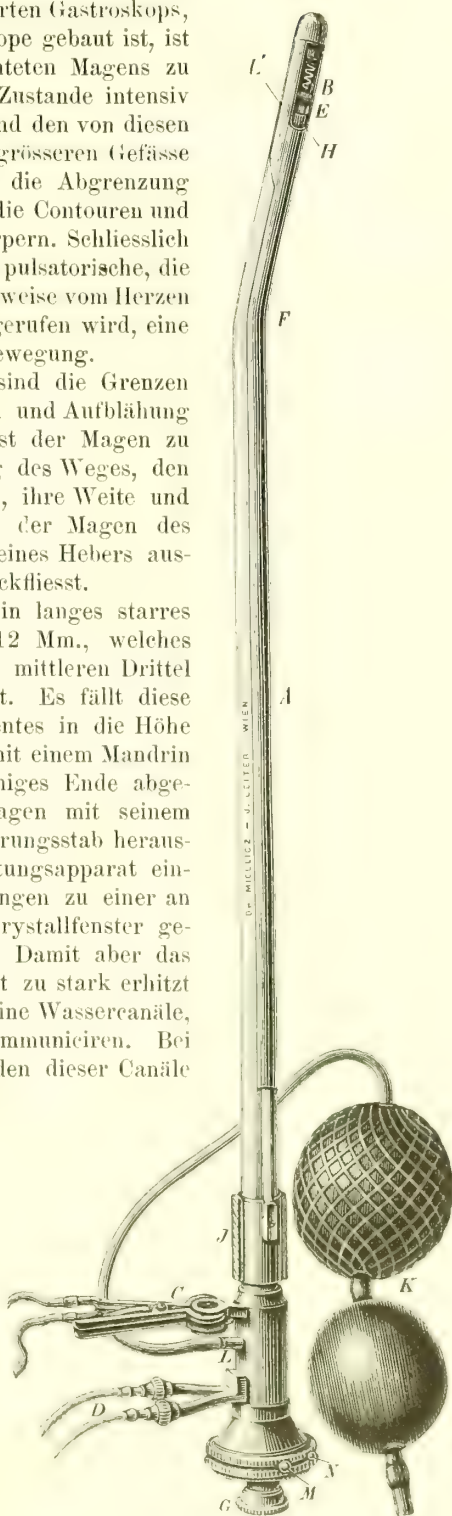 rten Gastroskops,
ope gebaut ist, ist
hteten Magens zu
Zustande intensiv
nd den von diesen
grösseren Gefässe
die Abgrenzung
die Contouren und
pern. Schliesslich
pulsatorische, die
weise vom Herzen
gerufen wird, eine
ewegung.
sind die Grenzen
und Aufblähung
st der Magen zu
g des Weges, den
, ihre Weite und
der Magen des
eines Hebers aus-
ckfliesst.
in langes starres
12 Mm., welches
mittleren Drittel
t. Es fällt diese
entes in die Höhe
mit einem Mandrin
niges Ende abge-
agen mit seinem
rungsstab heraus-
tungsapparat ein-
ngen zu einer an
rystallfenster ge-
Damit aber das
t zu stark erhitzt
ine Wassercanäle,
mmuniciren. Bei
den dieser Canäle
L'
B
E
H
F
A
Dr MICLLICZ – J. LEITER WIEN
J
K
C
L
D
N
M
G